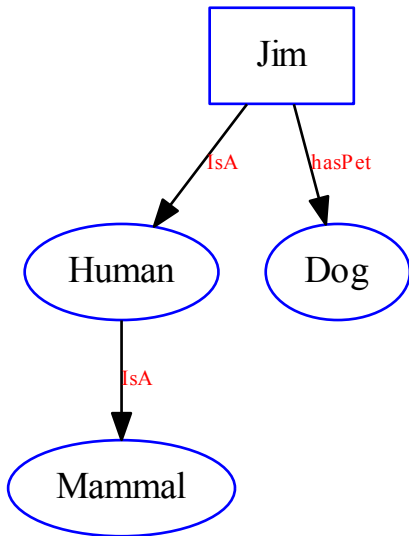 Jim
IsA
hasPet
Human
Dog
IsA
Mammal